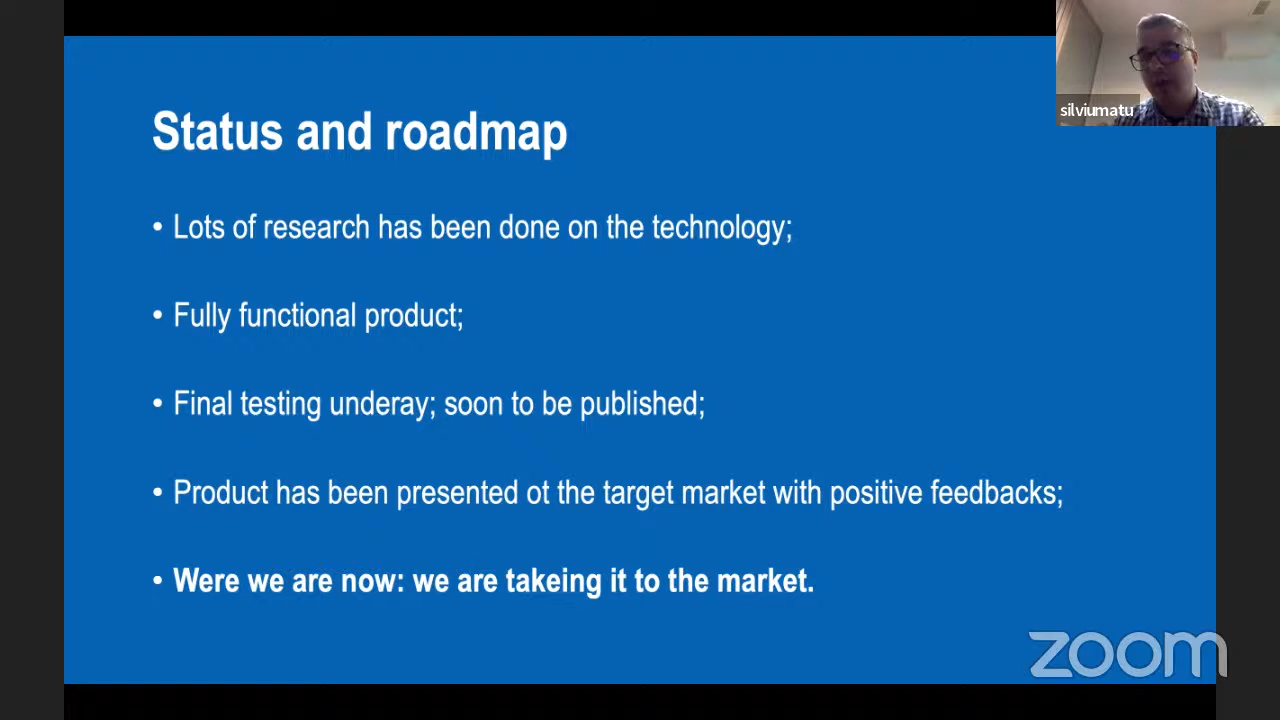 silviumatu
Status and roadmap
• Lots of research has been done on the technology;
• Fully functional product;
• Final testing underay; soon to be published;
• Product has been presented ot the target market with positive feedbacks;
• Were we are now: we are takeing it to the market.
zoom